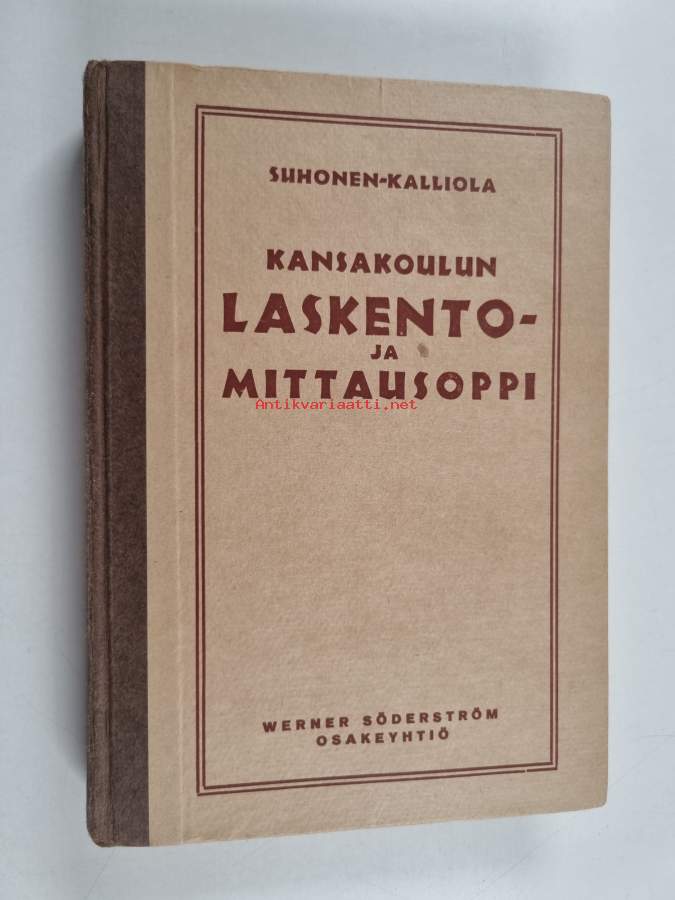 SUHONEN-KALLIOLA
KANSAKOULUN
LASKENTO-
JA
MITTAUSOPPI
Antikvariaatti.net
WERNER SÖDERSTRÖM
OSAKEYHTIÖ